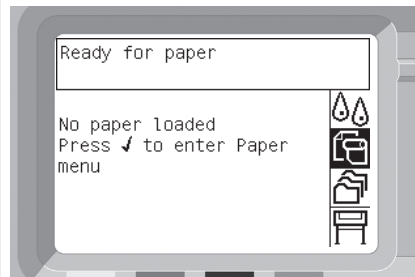 Ready for paper
No paper loaded
Press ✓ to enter Paper
menu